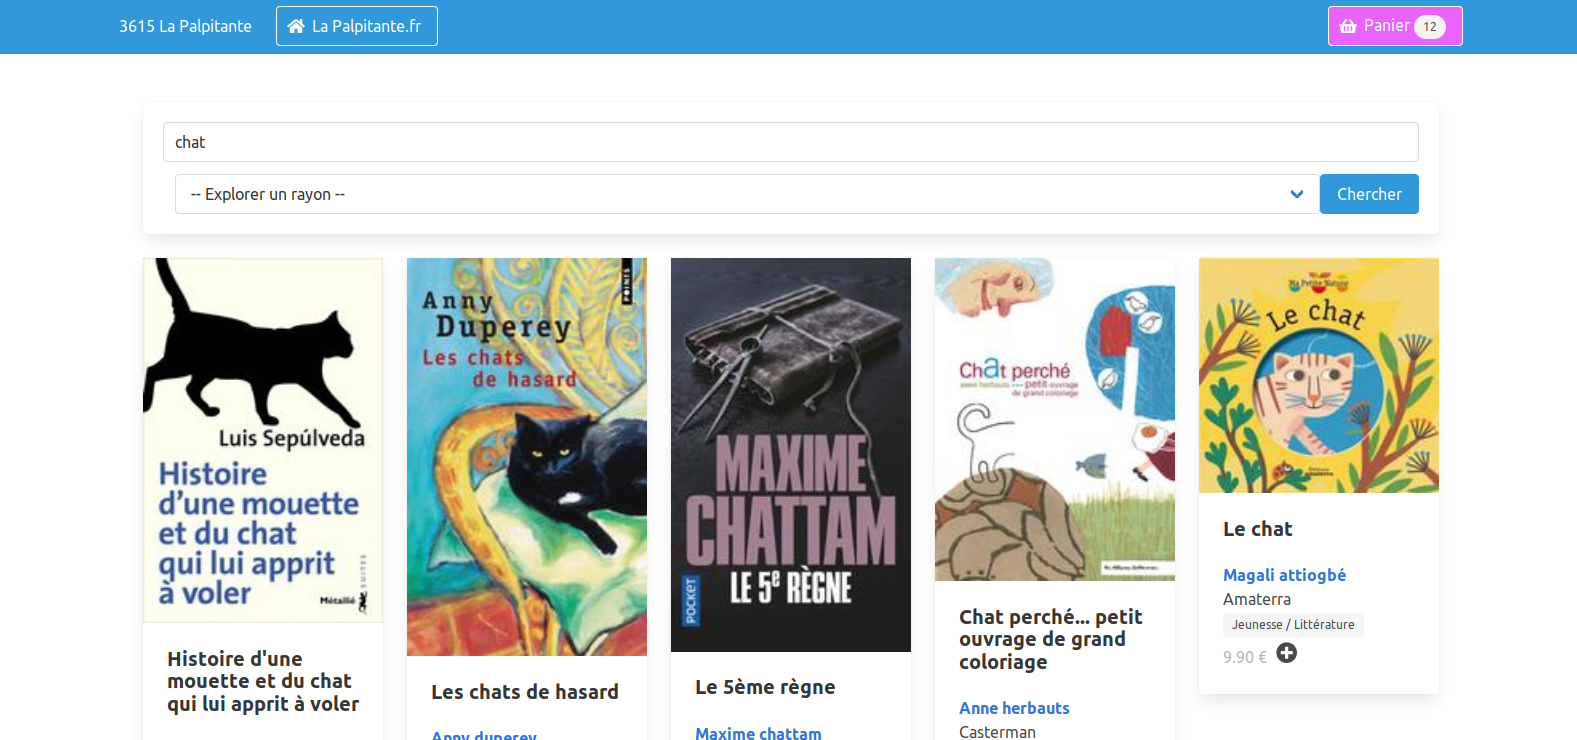 3615 La Palpitante
La Palpitante.fr
Panier 12
chat
-- Explorer un rayon --
Chercher
Luis Sepúlveda
Histoire
d'une mouette
et du chat
qui lui apprit
à voler
SUITES
Métailié
Histoire d'une
mouette et du chat
qui lui apprit à voler
POINTS
Anny
Duperey
Les chats
de hasard
Les chats de hasard
Anny duperey
MAXIME
CHATTAM
LE 5e RÈGNE
POCKET
Le 5ème règne
Maxime chattam
Chat perché
anne herbauts --- petit ouvrage
de grand coloriage
Chat perché... petit
ouvrage de grand
coloriage
Anne herbauts
Casterman
Ma Petite Nature
Le chat
Le chat
Magali attiogbé
Amaterra
Jeunesse / Littérature
9.90 €